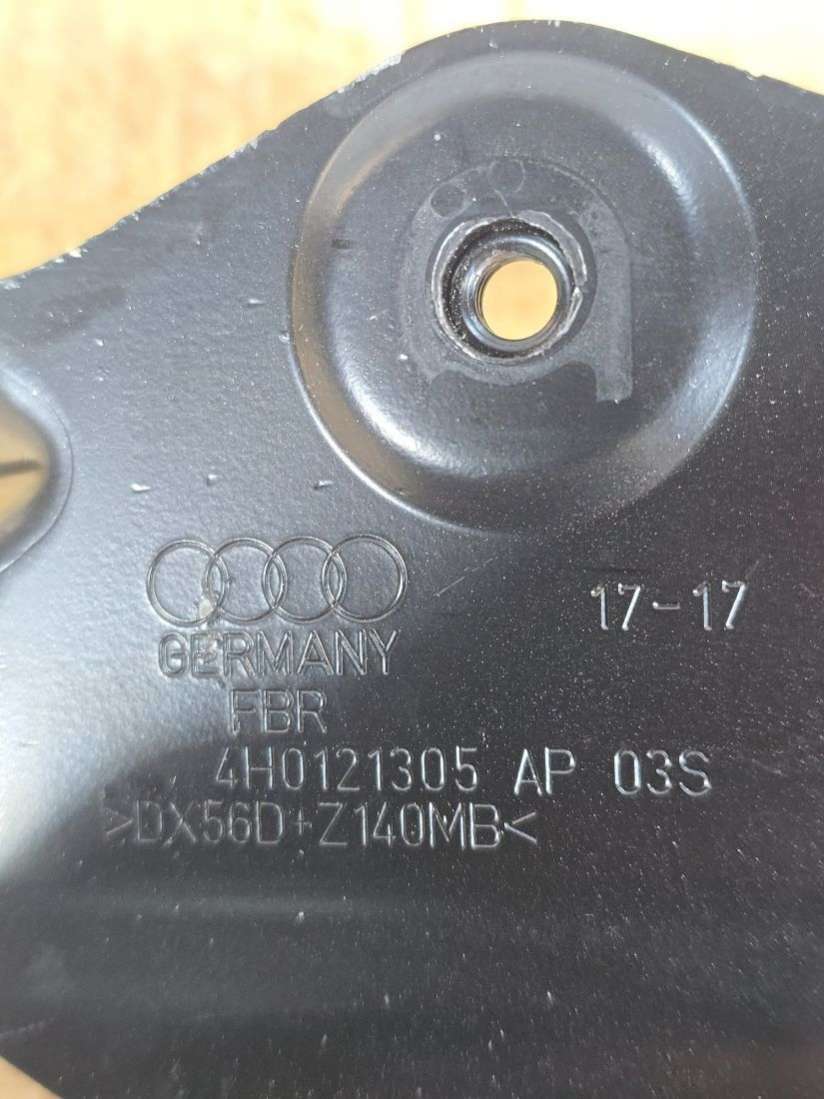 17-17
GERMANY
FBR
4H0121305 AP 03S
>DX56D+Z140MB<